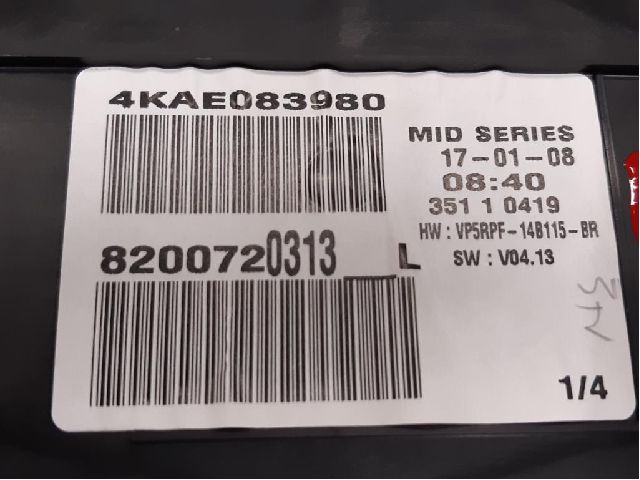 4KAE083980
MID SERIES
17-01-08
08:40
351 1 0419
HW : VP5RPF-14B115-BR
SW : V04.13
8200720313__L
1/4